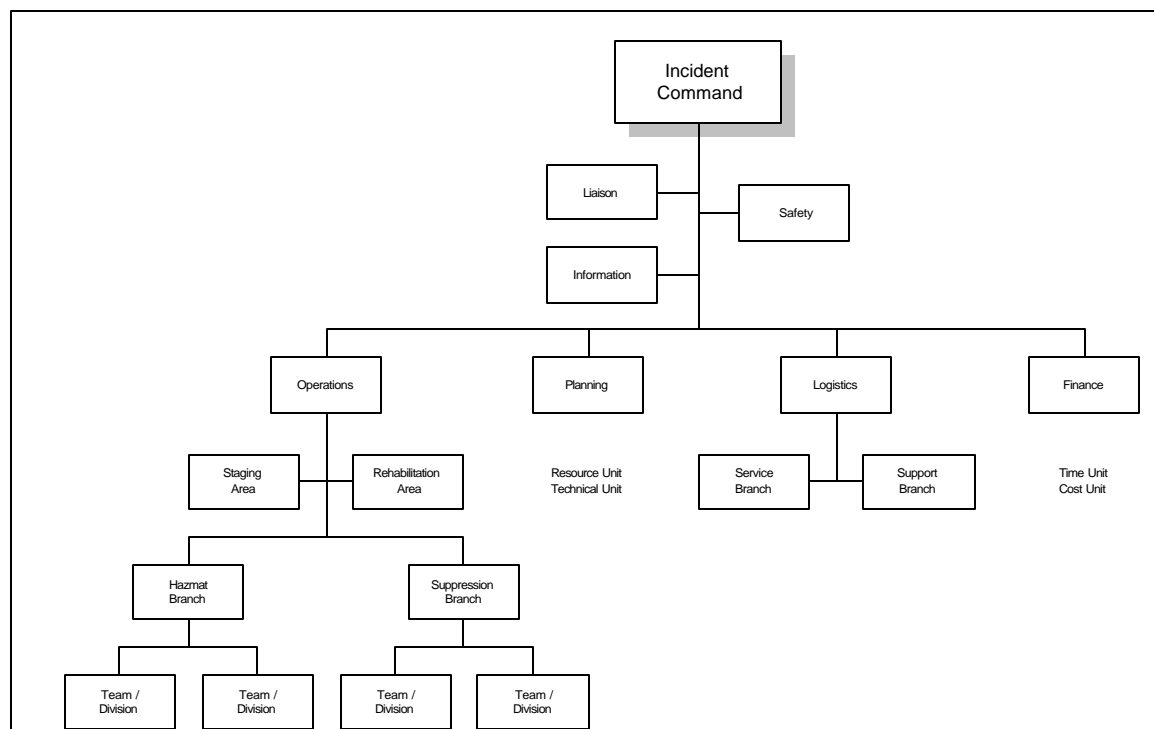 Incident
Command
Liaison
Safety
Information
Operations
Planning
Logistics
Finance
Staging
Area
Rehabilitation
Area
Resource Unit
Technical Unit
Service
Branch
Support
Branch
Time Unit
Cost Unit
Hazmat
Branch
Suppression
Branch
Team /
Division
Team /
Division
Team /
Division
Team /
Division